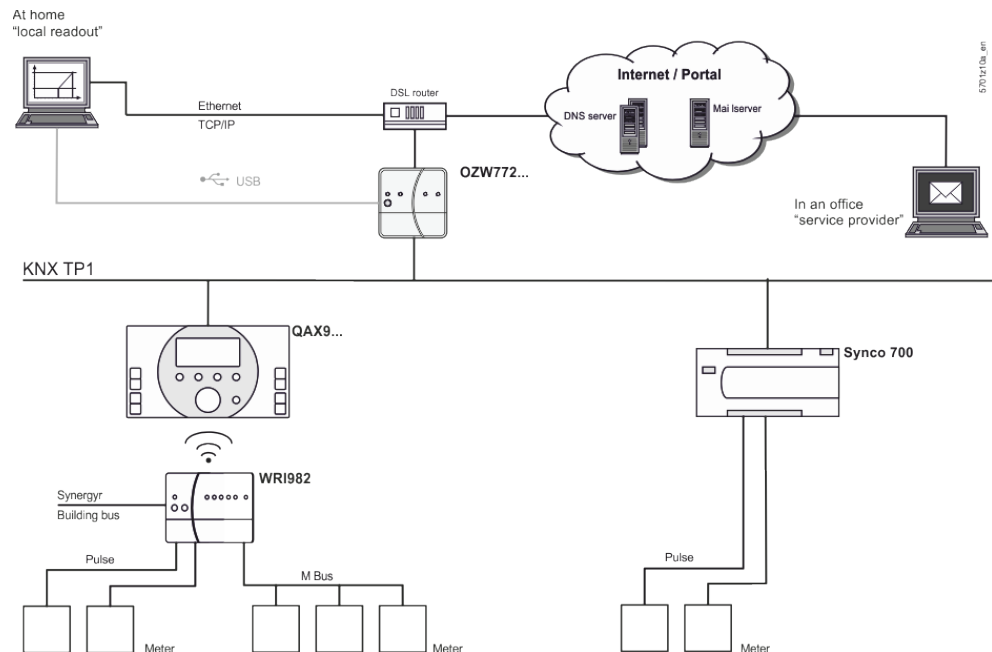 At home
“local readout”
5701z10a_en
Internet / Portal
DSL router
Ethernet
TCP/IP
DNS server
Mai lserver
USB
OZW772...
In an office
“service provider”
KNX TP1
QAX9...
Synco 700
WRI982
Synergyr
Building bus
Pulse
M Bus
Pulse
Meter
Meter
Meter